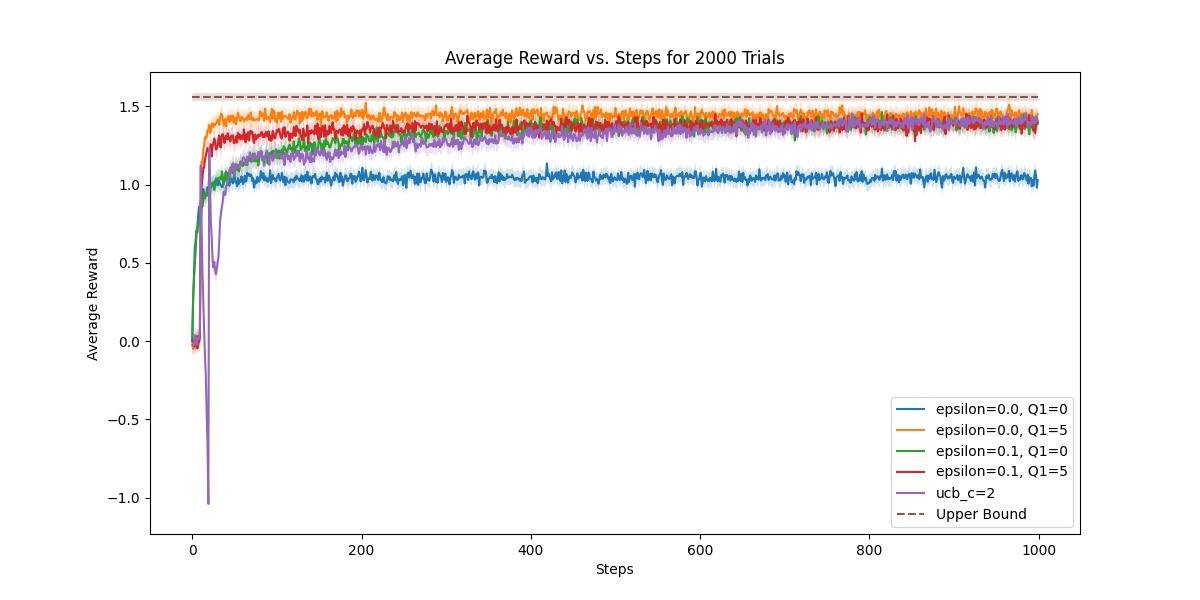 Average Reward vs. Steps for 2000 Trials
Average Reward
1.5
1.0
0.5
0.0
−0.5
−1.0
0
200
400
600
800
1000
Steps
epsilon=0.0, Q1=0
epsilon=0.0, Q1=5
epsilon=0.1, Q1=0
epsilon=0.1, Q1=5
ucb_c=2
Upper Bound